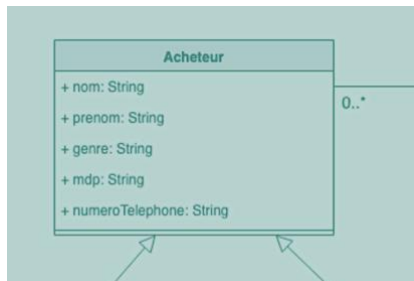 Acheteur
+ nom: String
+ prenom: String
+ genre: String
+ mdp: String
+ numeroTelephone: String
0..*